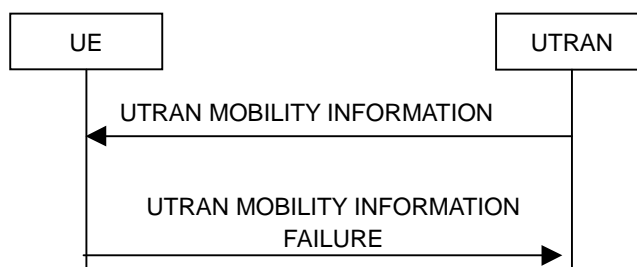 UE
UTRAN
UTRAN MOBILITY INFORMATION
UTRAN MOBILITY INFORMATION
FAILURE